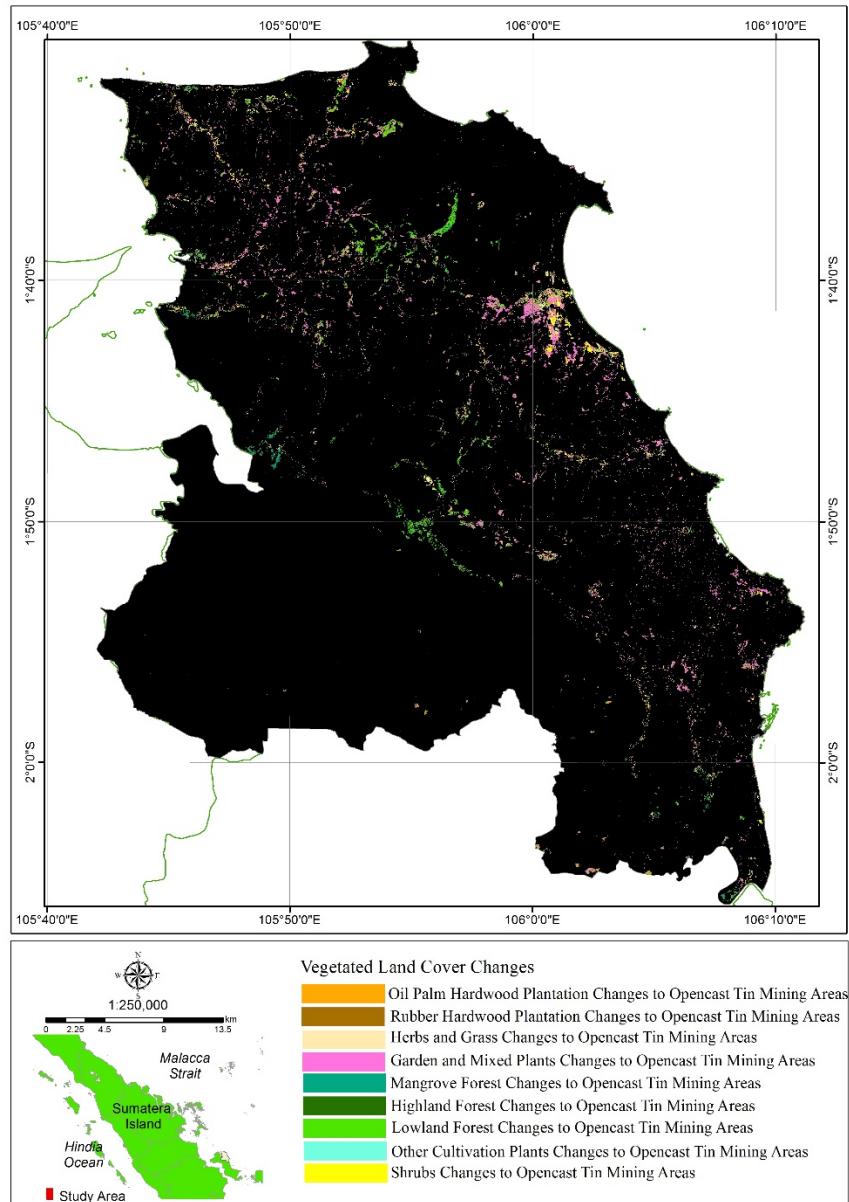 105°40'0"E 105°50'0"E 106°0'0"E 106°10'0"E
1°40'0"S 1°40'0"S
1°50'0"S 1°50'0"S
2°0'0"S 2°0'0"S
105°40'0"E 105°50'0"E 106°0'0"E 106°10'0"E
N
W E
S
1:250,000
km
0 2.25 4.5 9 13.5
Malacca
Strait
Sumatera
Island
Hindia
Ocean
Study Area
Vegetated Land Cover Changes
Oil Palm Hardwood Plantation Changes to Opencast Tin Mining Areas
Rubber Hardwood Plantation Changes to Opencast Tin Mining Areas
Herbs and Grass Changes to Opencast Tin Mining Areas
Garden and Mixed Plants Changes to Opencast Tin Mining Areas
Mangrove Forest Changes to Opencast Tin Mining Areas
Highland Forest Changes to Opencast Tin Mining Areas
Lowland Forest Changes to Opencast Tin Mining Areas
Other Cultivation Plants Changes to Opencast Tin Mining Areas
Shrubs Changes to Opencast Tin Mining Areas